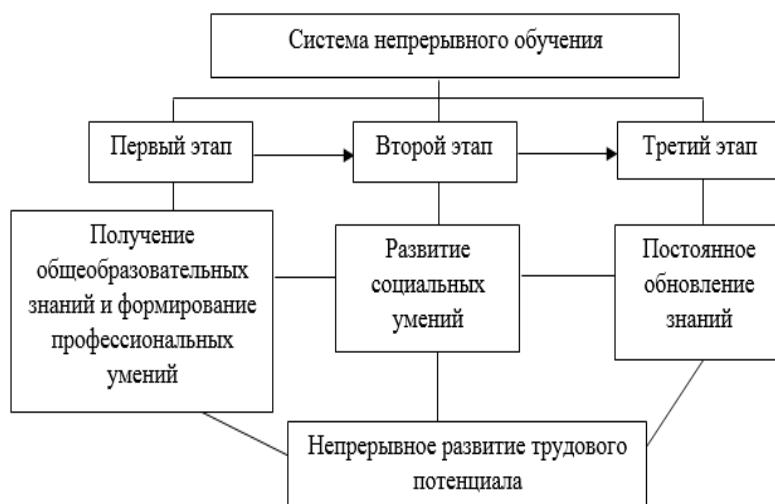 Система непрерывного обучения
Первый этап
Второй этап
Третий этап
Получение
общеобразовательных
знаний и формирование
профессиональных
умений
Развитие
социальных
умений
Постоянное
обновление
знаний
Непрерывное развитие трудового
потенциала